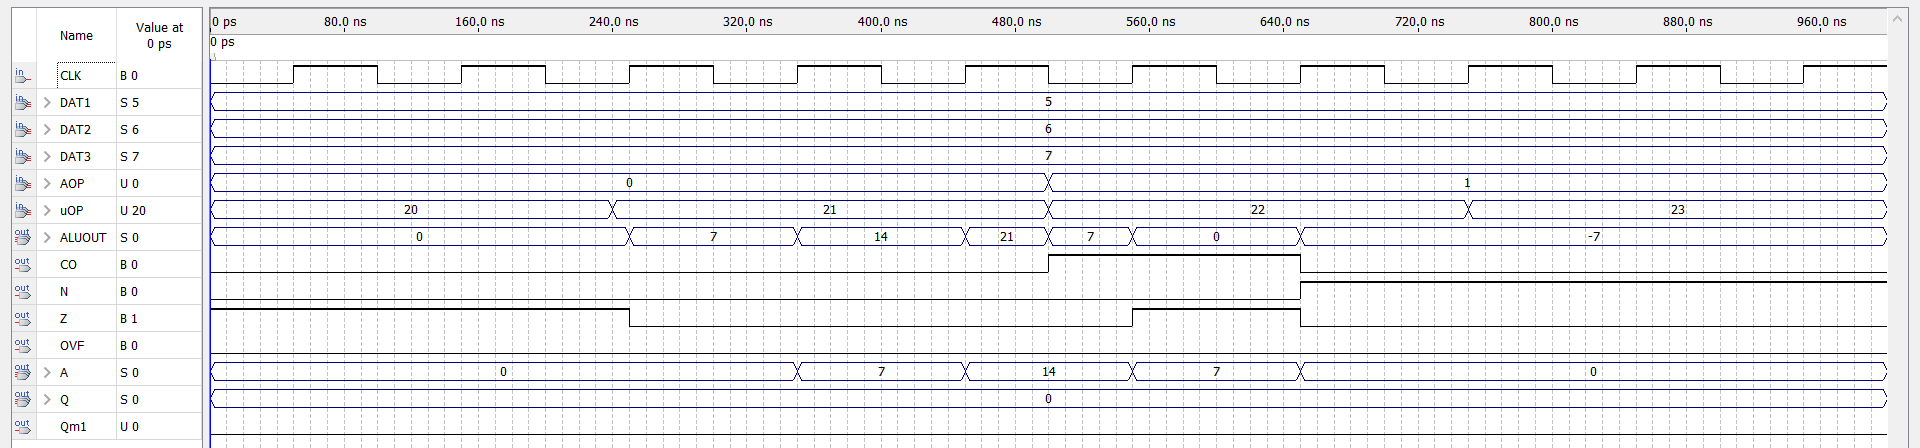 Name Value at 0 ps
0 ps 80.0 ns 160.0 ns 240.0 ns 320.0 ns 400.0 ns 480.0 ns 560.0 ns 640.0 ns 720.0 ns 800.0 ns 880.0 ns 960.0 ns
0 ps
in CLK B 0
in DAT1 S 5 5
in DAT2 S 6 6
in DAT3 S 7 7
in AOP U 0 0 1
in uOP U 20 20 21 22 23
out ALUOUT S 0 0 7 14 21 7 0 -7
out CO B 0
out N B 0
out Z B 1
out OVF B 0
out A S 0 0 7 14 7 0
out Q S 0 0
out Qm1 U 0